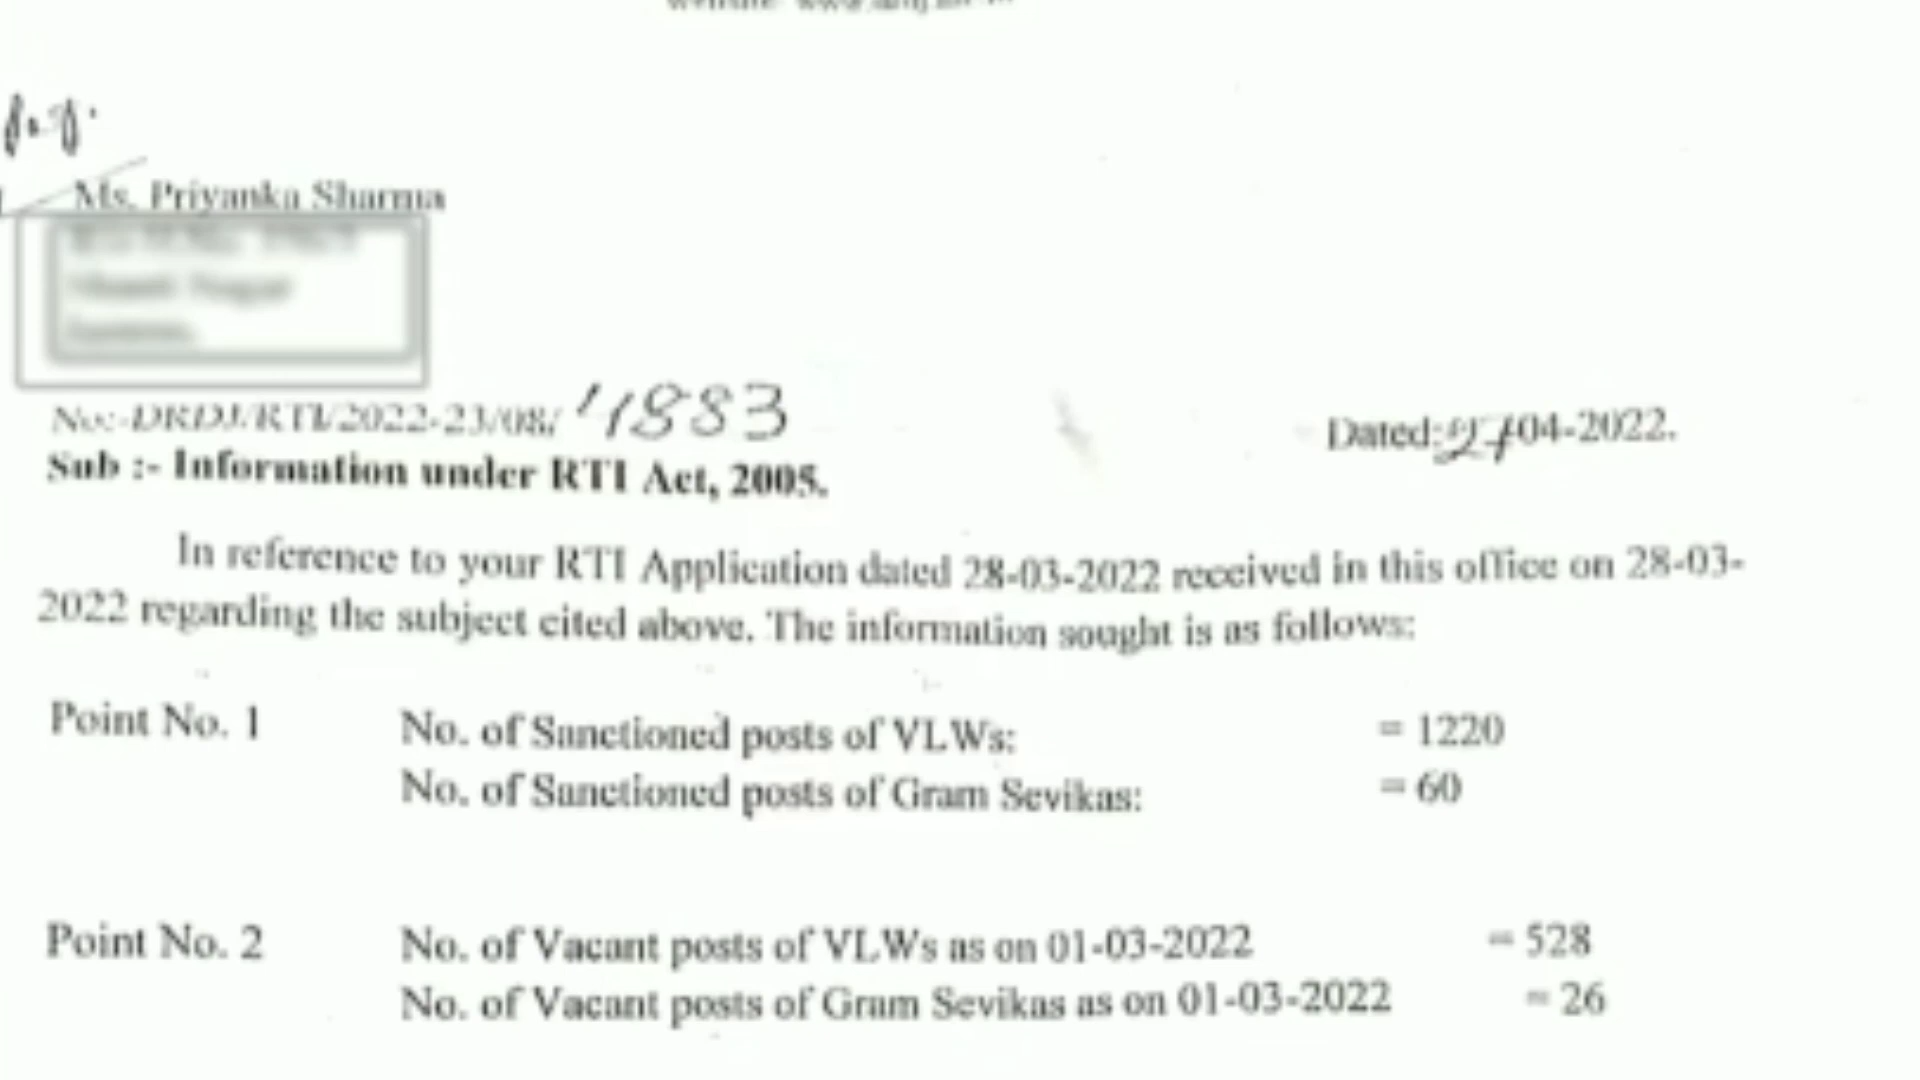 Ms. Priyanka Sharma
No:-DRDJ/RTI/2022-23/08/
Dated: 04-2022.
Sub :- Information under RTI Act, 2005.
In reference to your RTI Application dated 28-03-2022 received in this office on 28-03-
2022 regarding the subject cited above. The information sought is as follows:
Point No. 1 No. of Sanctioned posts of VLWs: = 1220
No. of Sanctioned posts of Gram Sevikas: = 60
Point No. 2 No. of Vacant posts of VLWs as on 01-03-2022 = 528
No. of Vacant posts of Gram Sevikas as on 01-03-2022 = 26